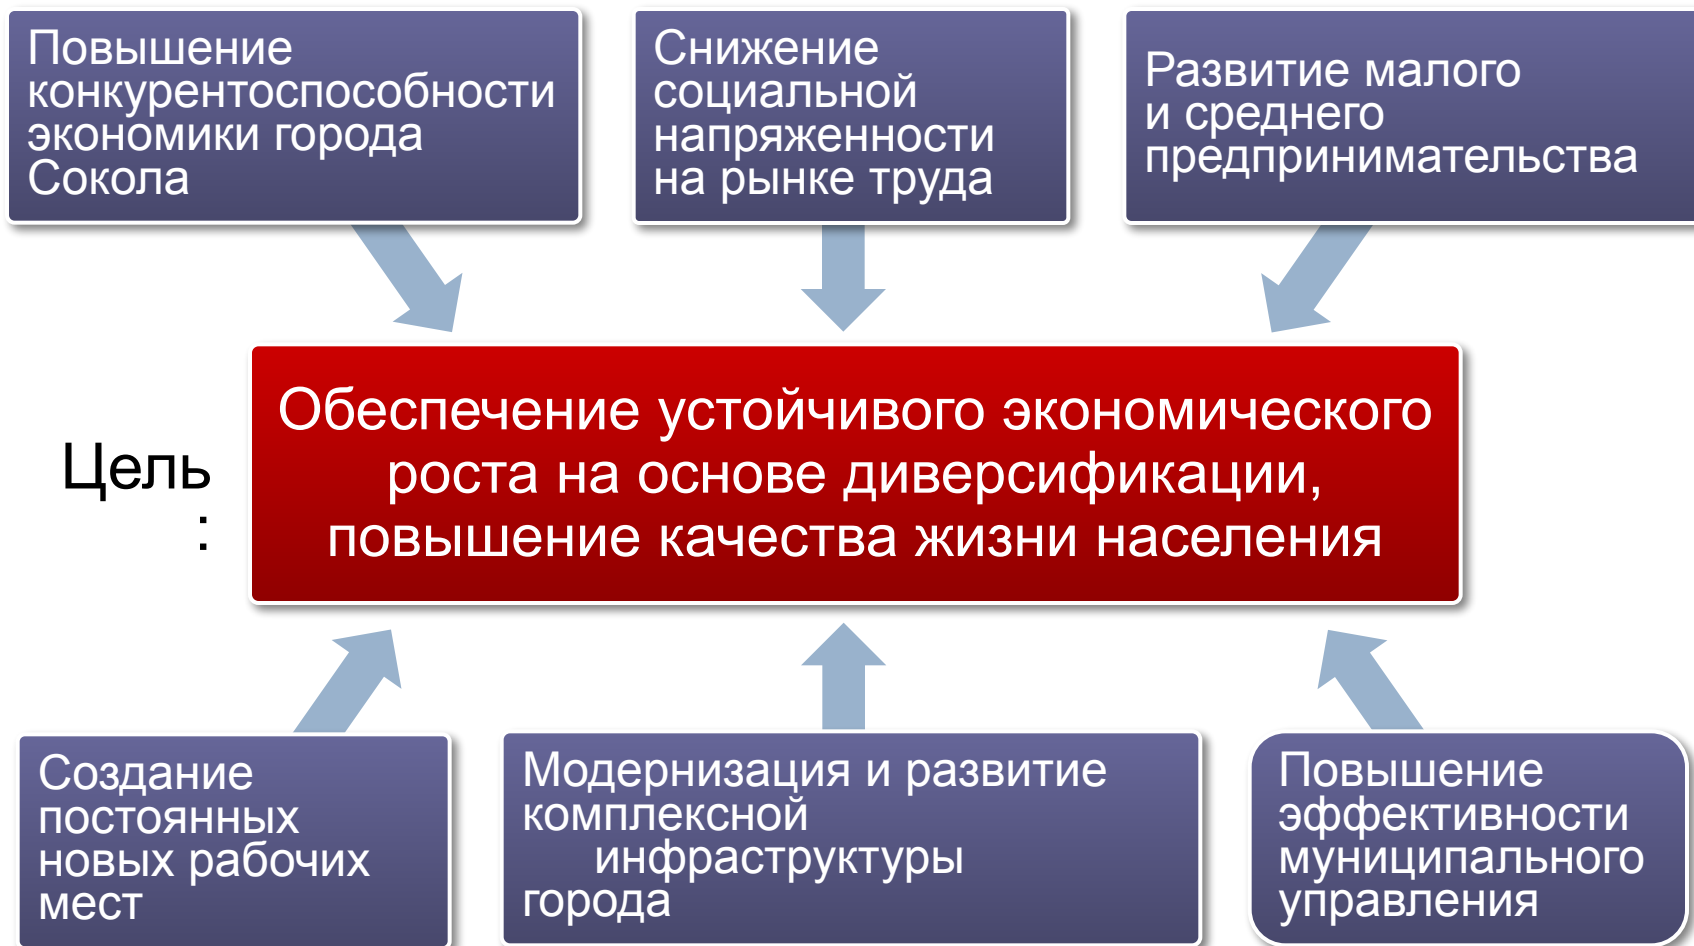 Повышение
конкурентоспособности
экономики города
Сокола
Снижение
социальной
напряженности
на рынке труда
Развитие малого
и среднего
предпринимательства
Цель
:
Обеспечение устойчивого экономического
роста на основе диверсификации,
повышение качества жизни населения
Создание
постоянных
новых рабочих
мест
Модернизация и развитие
комплексной
инфраструктуры
города
Повышение
эффективности
муниципального
управления